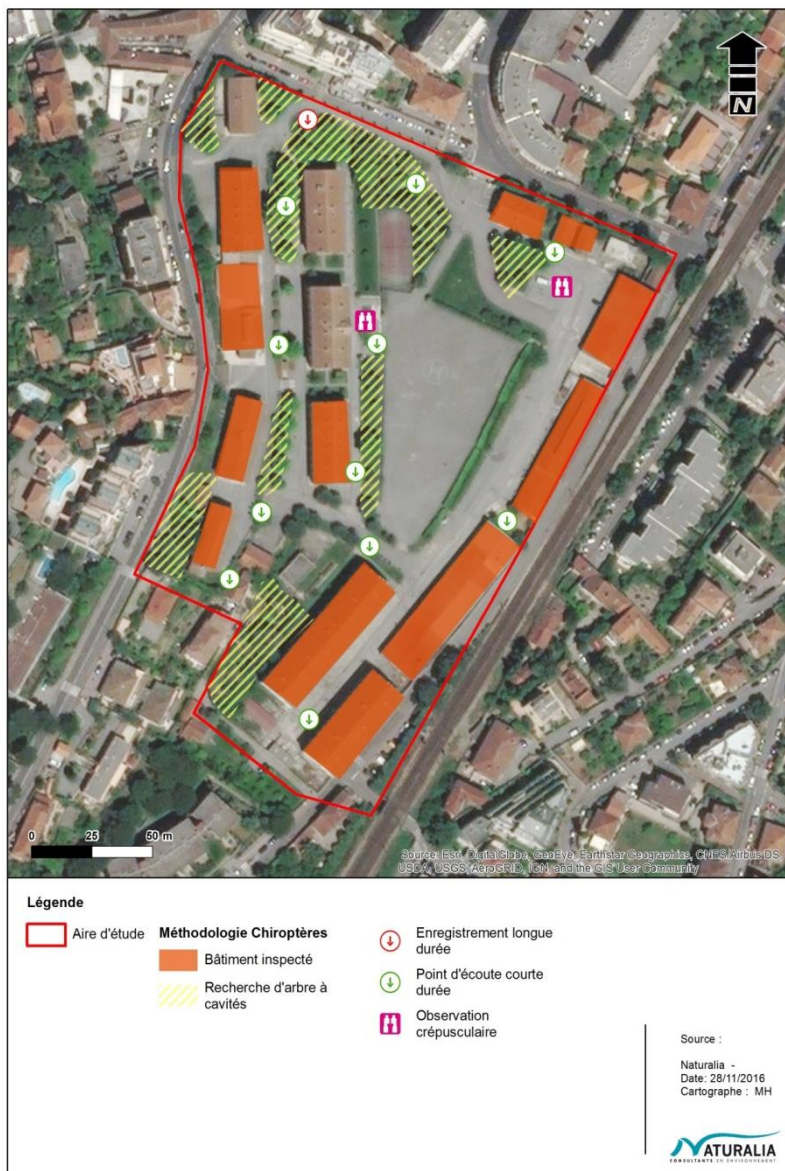 N
0 25 50 m
Source: Esri, DigitalGlobe, GeoEye, Earthstar Geographics, CNES/Airbus DS,
USDA, USGS, AeroGRID, IGN, and the GIS User Community
Légende
Aire d'étude
Méthodologie Chiroptères
Bâtiment inspecté
Recherche d'arbre à
cavités
Enregistrement longue
durée
Point d'écoute courte
durée
Observation
crépusculaire
Source :
Naturalia -
Date: 28/11/2016
Cartographe : MH
NATURALIA
CONSULTANTS EN ENVIRONNEMENT